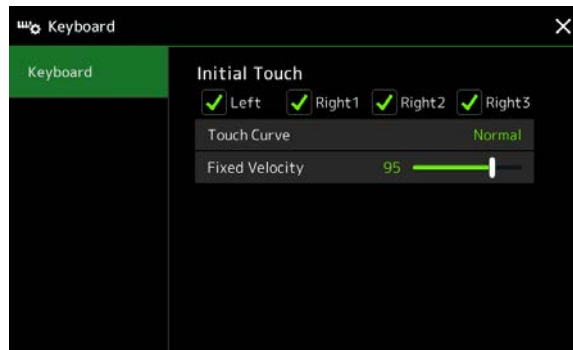 Keyboard
Keyboard
Initial Touch
Left Right1 Right2 Right3
Touch Curve Normal
Fixed Velocity 95